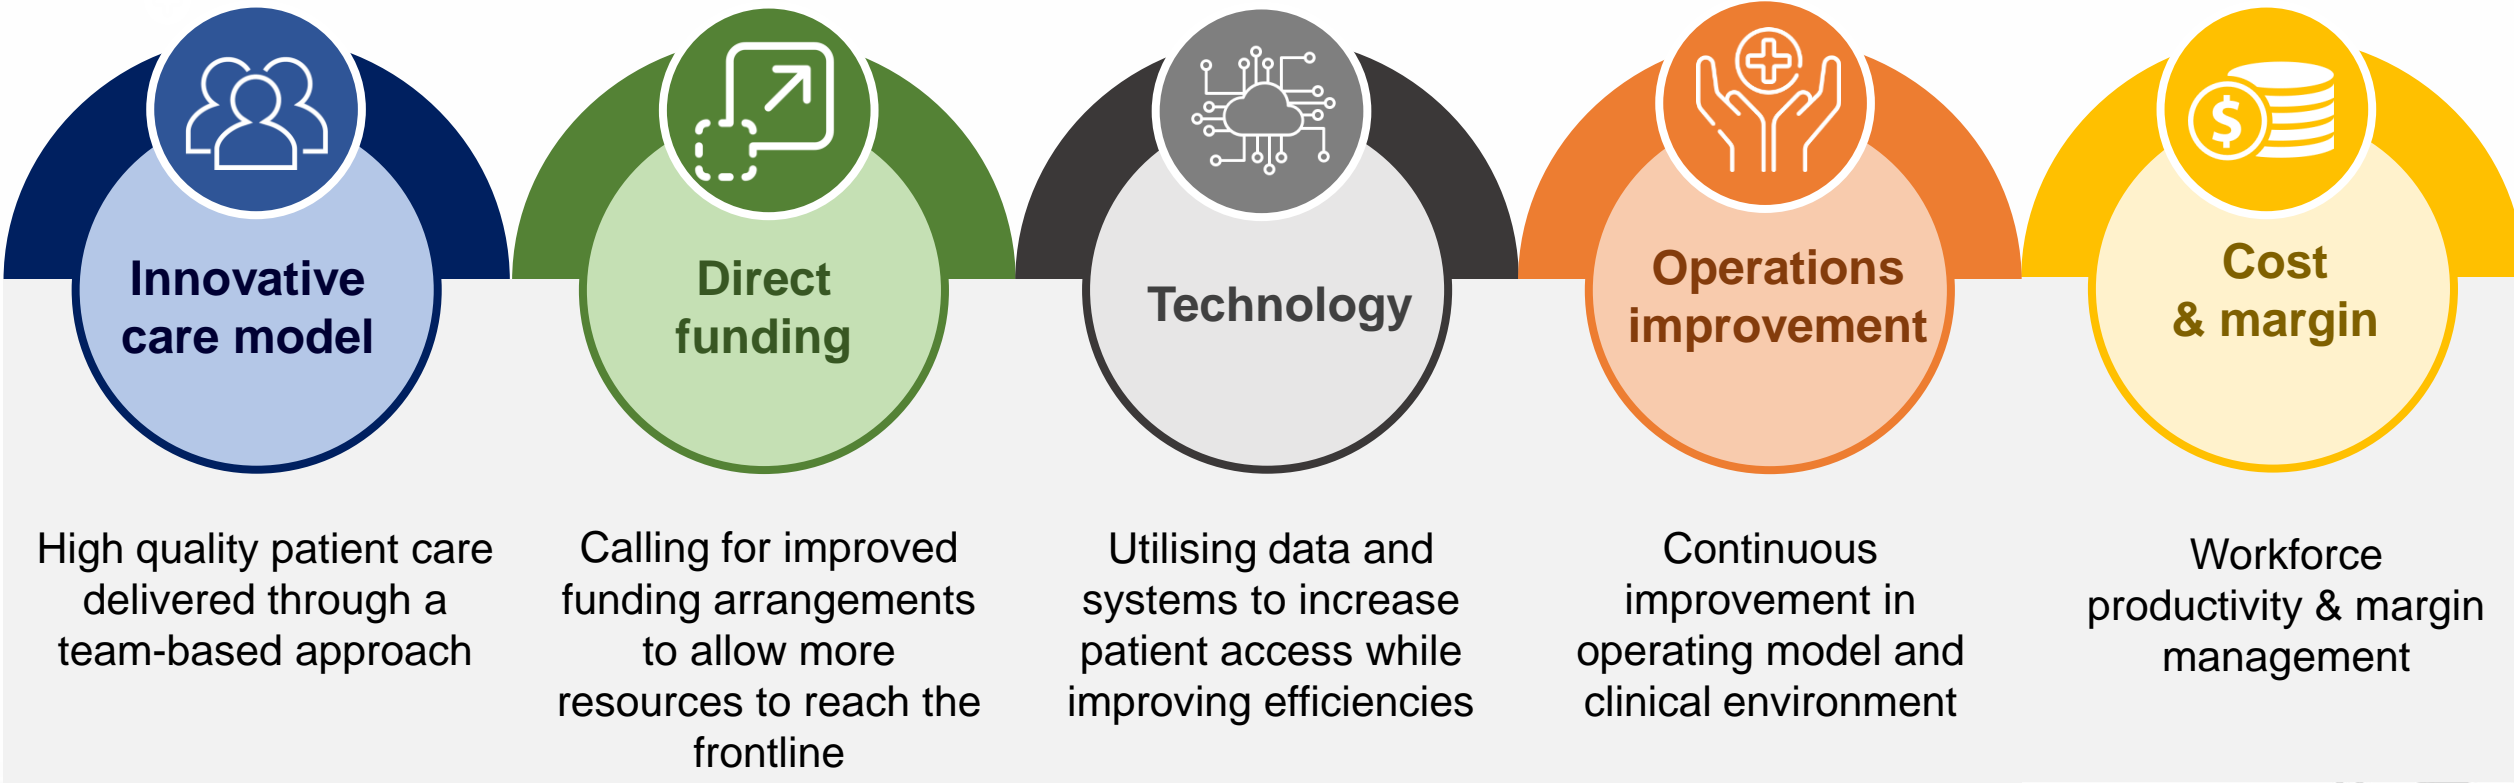 Innovative
care model
High quality patient care
delivered through a
team-based approach
Direct
funding
Calling for improved
funding arrangements
to allow more
resources to reach the
frontline
Technology
Utilising data and
systems to increase
patient access while
improving efficiencies
Operations
improvement
Continuous
improvement in
operating model and
clinical environment
$
Cost
& margin
Workforce
productivity & margin
management